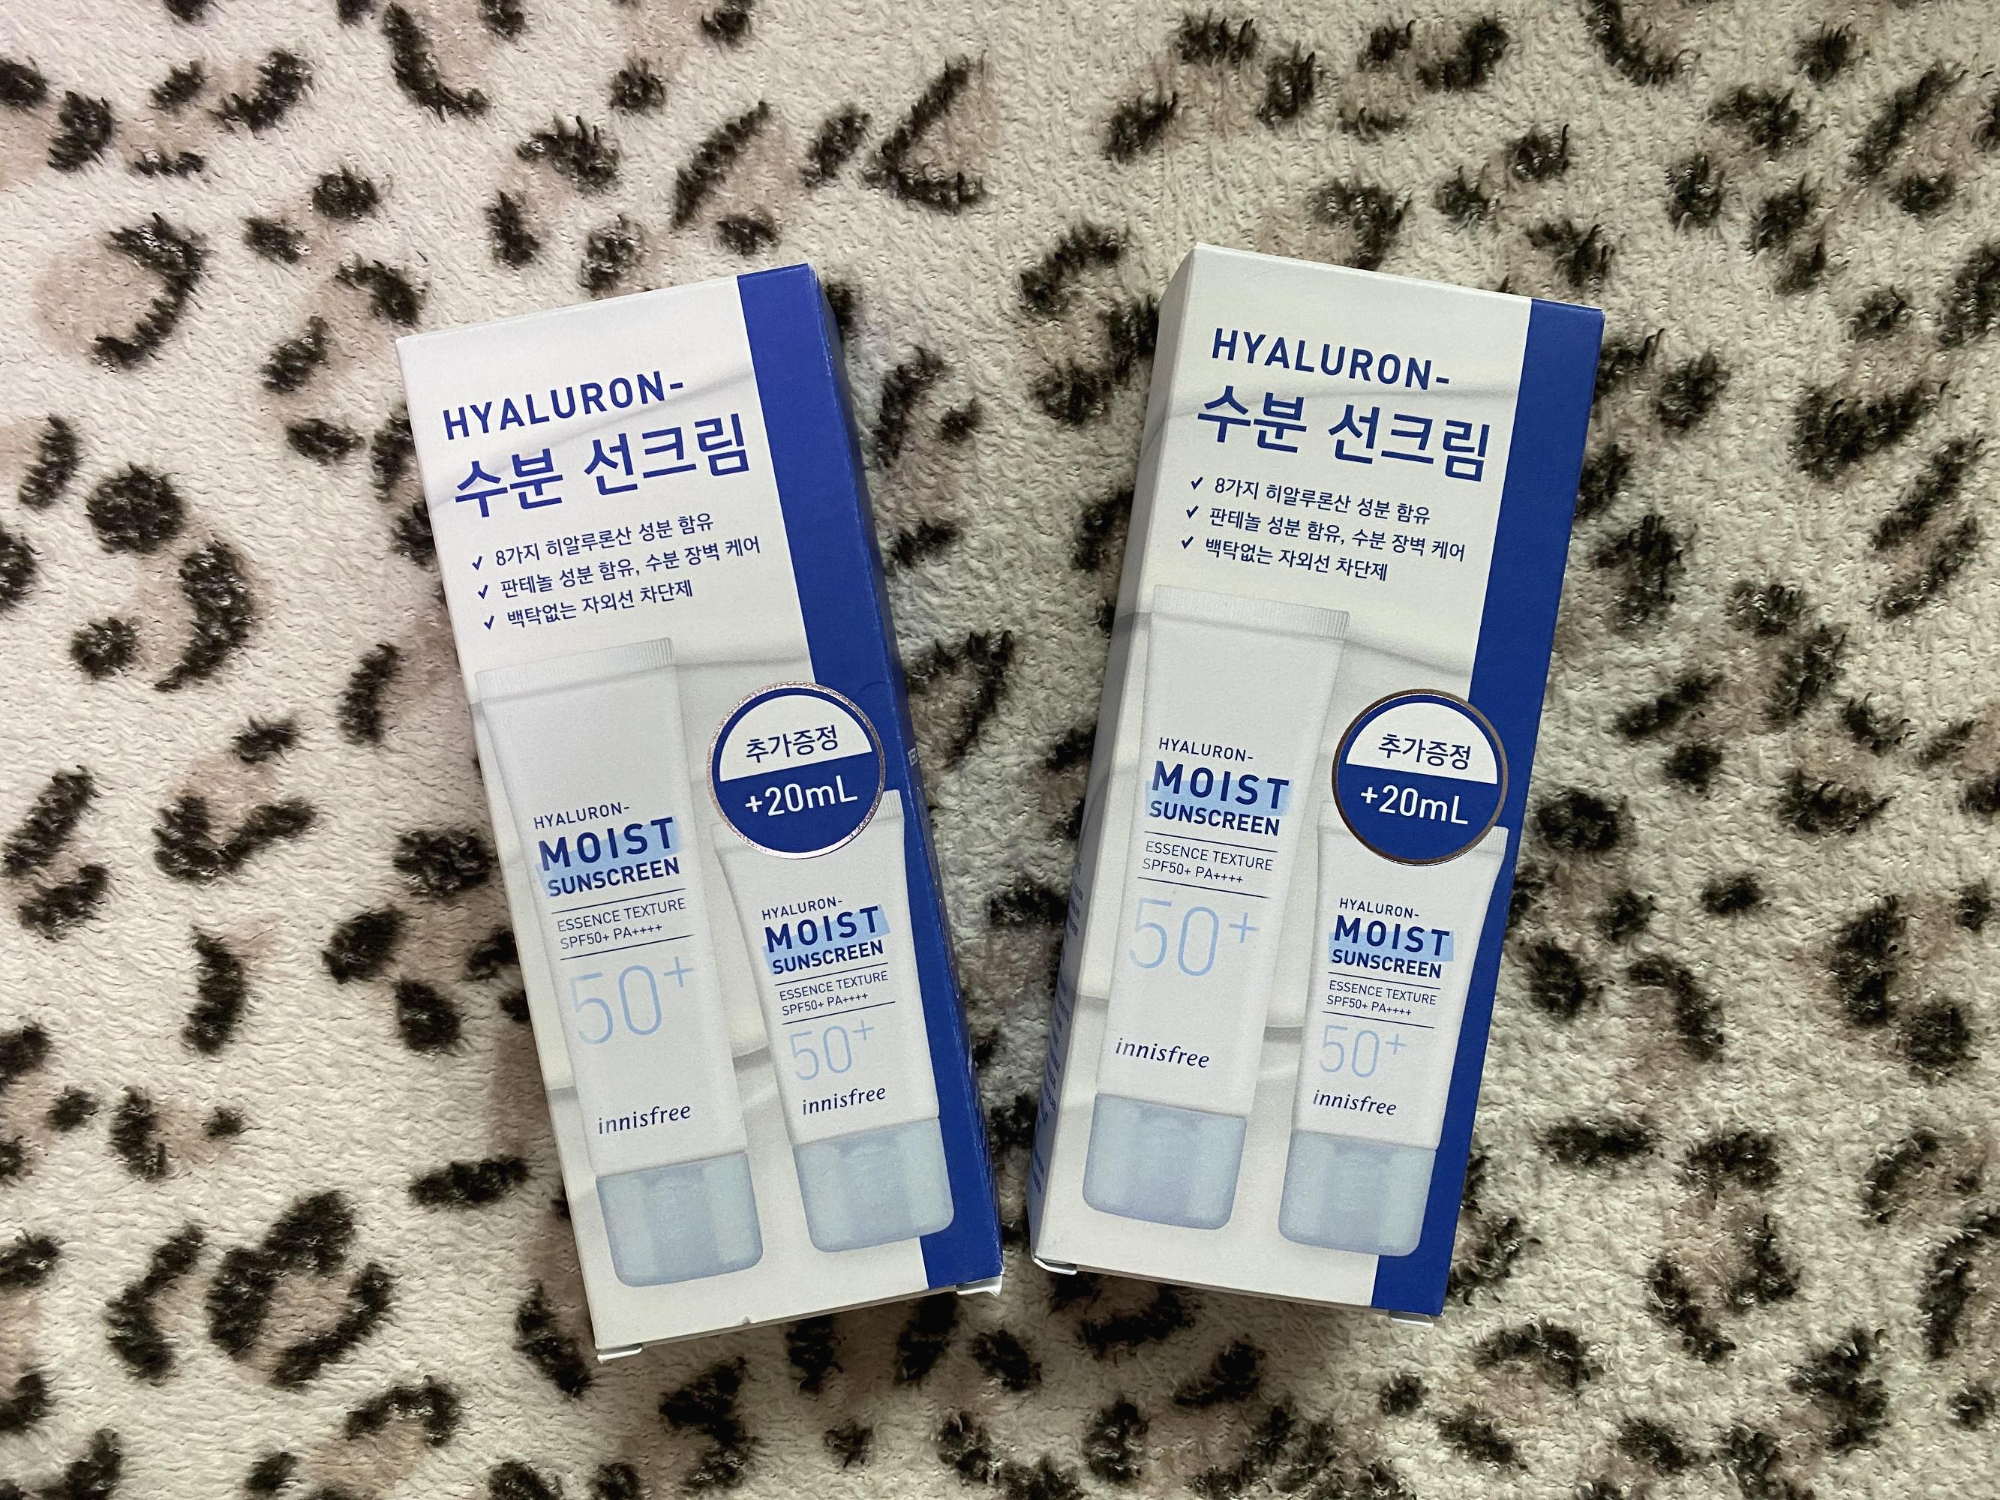 HYALURON-
수분 선크림
✓ 8가지 히알루론산 성분 함유
✓ 판테놀 성분 함유, 수분 장벽 케어
✓ 백탁없는 자외선 차단제
추가증정
+20mL
HYALURON-
MOIST
SUNSCREEN
ESSENCE TEXTURE
SPF50+ PA++++
50+
innisfree
HYALURON-
MOIST
SUNSCREEN
ESSENCE TEXTURE
SPF50+ PA++++
50+
innisfree
HYALURON-
수분 선크림
✓ 8가지 히알루론산 성분 함유
✓ 판테놀 성분 함유, 수분 장벽 케어
✓ 백탁없는 자외선 차단제
추가증정
+20mL
HYALURON-
MOIST
SUNSCREEN
ESSENCE TEXTURE
SPF50+ PA++++
50+
innisfree
HYALURON-
MOIST
SUNSCREEN
ESSENCE TEXTURE
SPF50+ PA++++
50+
innisfree